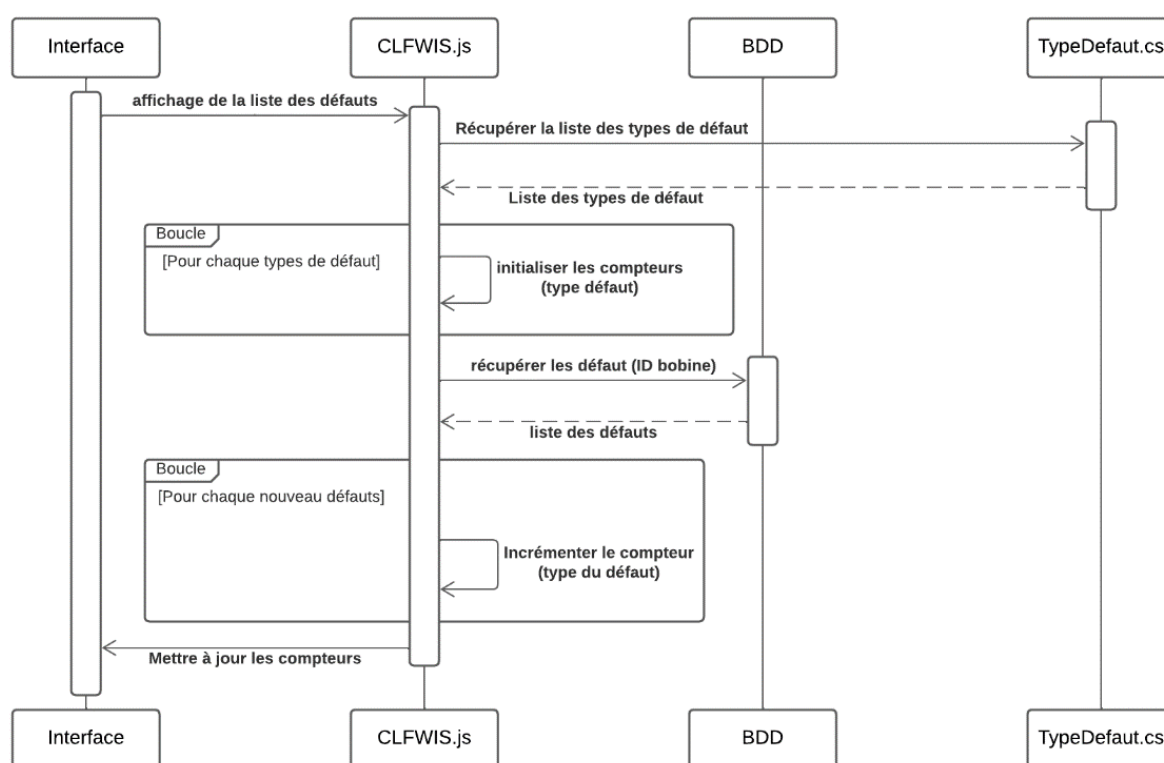 Interface
CLFWIS.js
BDD
TypeDefaut.cs
affichage de la liste des défauts
Récupérer la liste des types de défaut
Liste des types de défaut
Boucle
[Pour chaque types de défaut]
initialiser les compteurs
(type défaut)
récupérer les défaut (ID bobine)
liste des défauts
Boucle
[Pour chaque nouveau défauts]
Incrémenter le compteur
(type du défaut)
Mettre à jour les compteurs
Interface
CLFWIS.js
BDD
TypeDefaut.cs